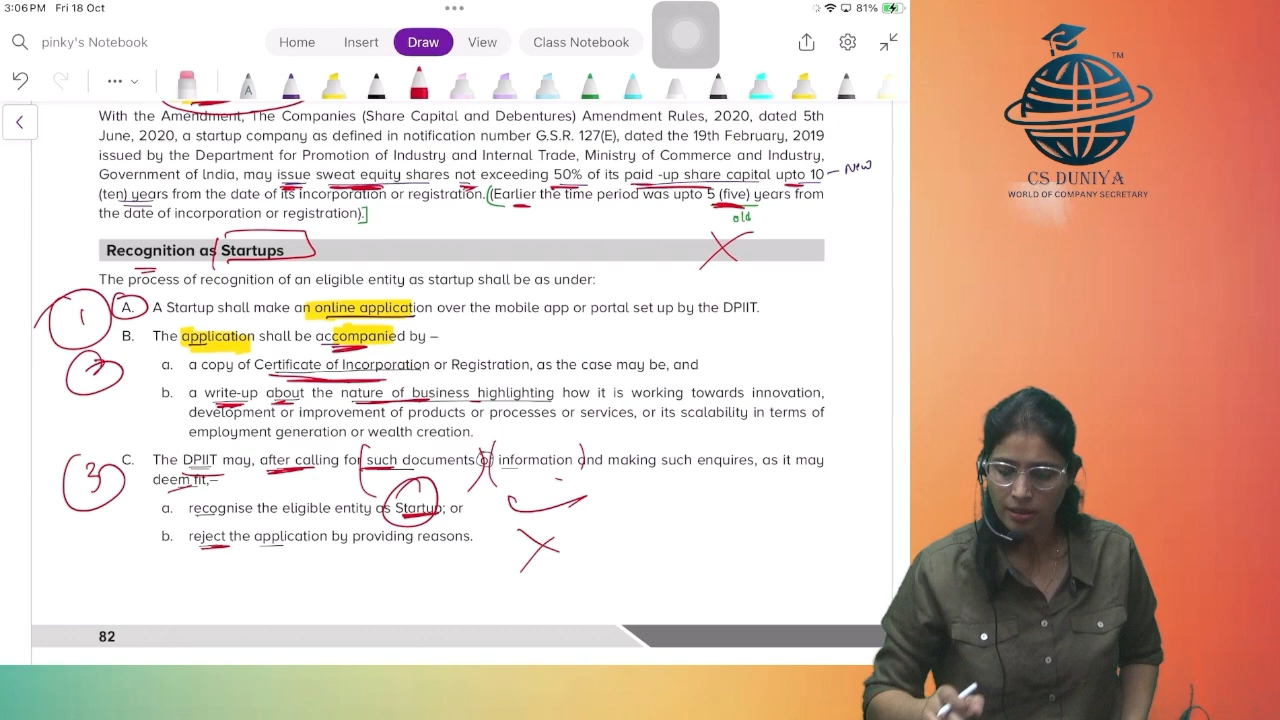 3:06PM Fri 18 Oct
81%
pinky's Notebook
Home Insert Draw View Class Notebook
A
With the Amendment, The Companies (Share Capital and Debentures) Amendment Rules, 2020, dated 5th
June, 2020, a startup company as defined in notification number G.S.R. 127(E), dated the 19th February, 2019
issued by the Department for Promotion of Industry and Internal Trade, Ministry of Commerce and Industry,
Government of India, may issue sweat equity shares not exceeding 50% of its paid -up share capital upto 10 – New
(ten) years from the date of its incorporation or registration. (Earlier the time period was upto 5 (five) years from
old
the date of incorporation or registration).
Recognition as Startups
The process of recognition of an eligible entity as startup shall be as under:
1
A. A Startup shall make an online application over the mobile app or portal set up by the DPIIT.
B. The application shall be accompanied by –
2
a. a copy of Certificate of Incorporation or Registration, as the case may be, and
b. a write-up about the nature of business highlighting how it is working towards innovation,
development or improvement of products or processes or services, or its scalability in terms of
employment generation or wealth creation.
3
C. The DPIIT may, after calling for such documents or information and making such enquires, as it may
deem fit,–
a. recognise the eligible entity as Startup; or
b. reject the application by providing reasons.
82
TM
CS DUNIYA
WORLD OF COMPANY SECRETARY